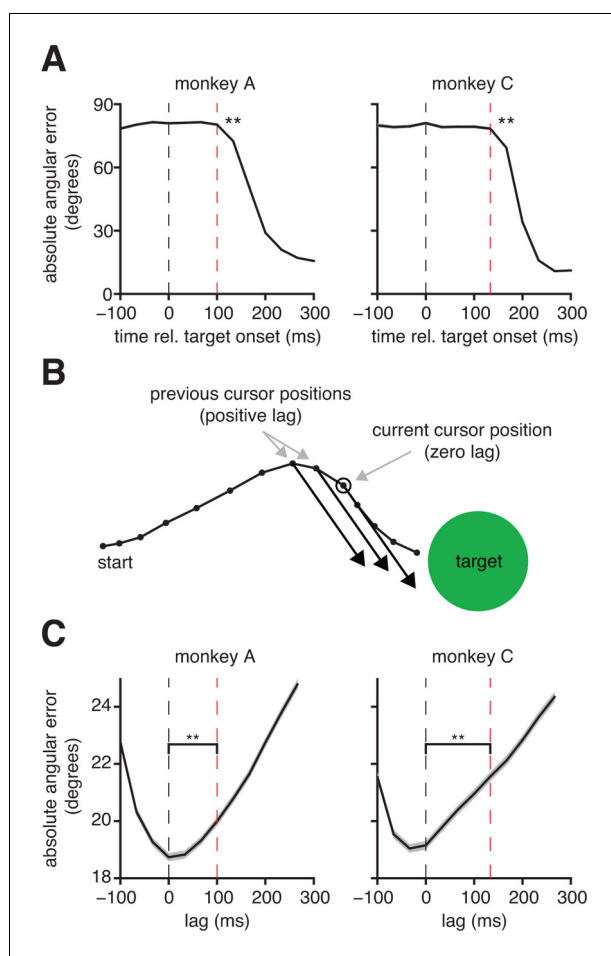 A
monkey A
monkey C
absolute angular error
(degrees)
90
60
30
0
**
**
−100 0 100 200 300
−100 0 100 200 300
time rel. target onset (ms)
time rel. target onset (ms)
B
previous cursor positions
(positive lag)
current cursor position
(zero lag)
start
target
C
monkey A
monkey C
absolute angular error
(degrees)
24
22
20
18
**
**
−100 0 100 200 300
−100 0 100 200 300
lag (ms)
lag (ms)